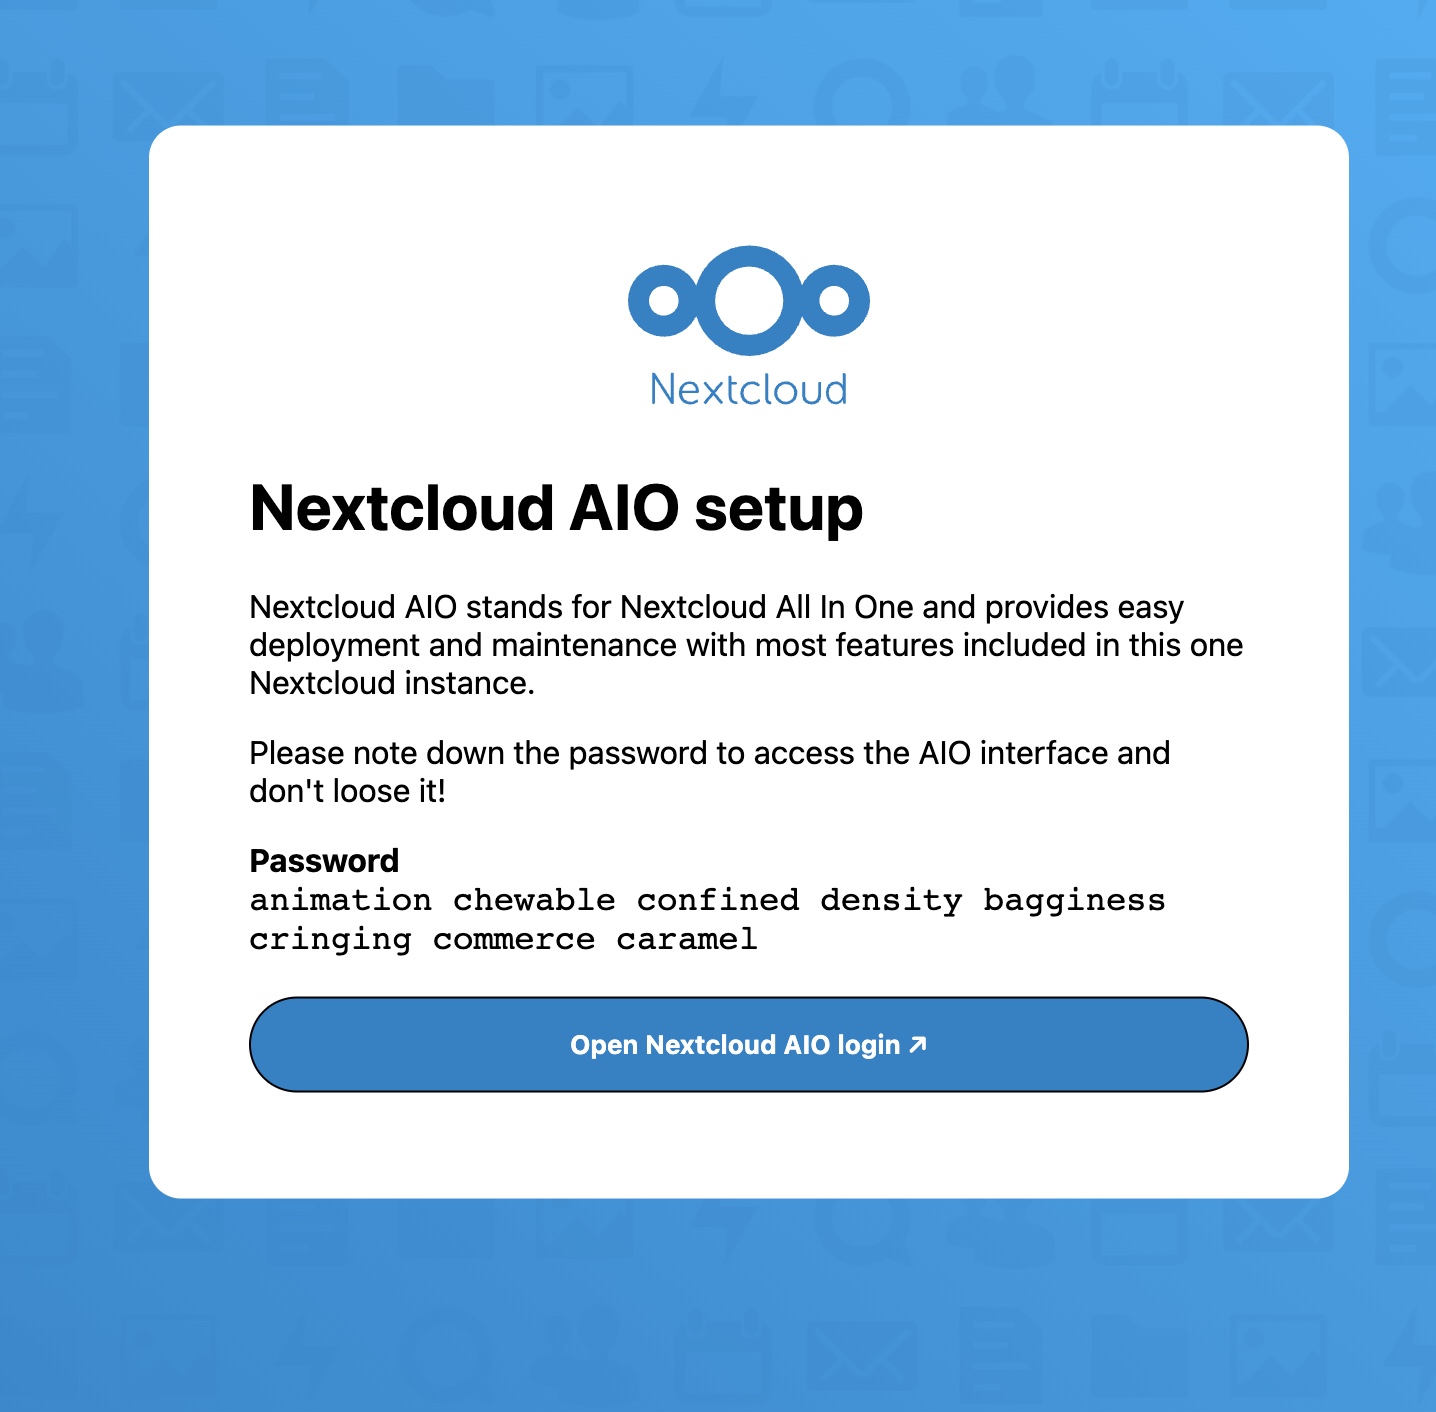 Nextcloud
Nextcloud AIO setup
Nextcloud AIO stands for Nextcloud All In One and provides easy
deployment and maintenance with most features included in this one
Nextcloud instance.
Please note down the password to access the AIO interface and
don't loose it!
Password
animation chewable confined density bagginess
cringing commerce caramel
Open Nextcloud AIO login ↗